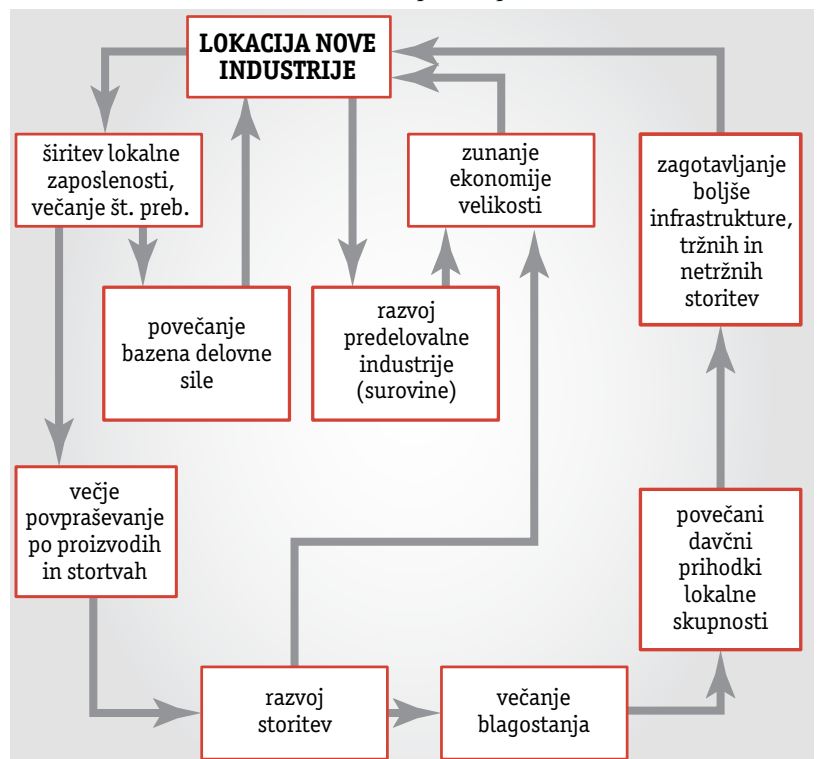 LOKACIJA NOVE
INDUSTRIJE
širitev lokalne
zaposlenosti,
večanje št. preb.
zunanje
ekonomije
velikosti
zagotavljanje
boljše
infrastrukture,
tržnih in
netržnih
storitev
povečanje
bazena delovne
sile
razvoj
predelovalne
industrije
(surovine)
večje
povpraševanje
po proizvodih
in stortvah
povečani
davčni
prihodki
lokalne
skupnosti
razvoj
storitev
večanje
blagostanja